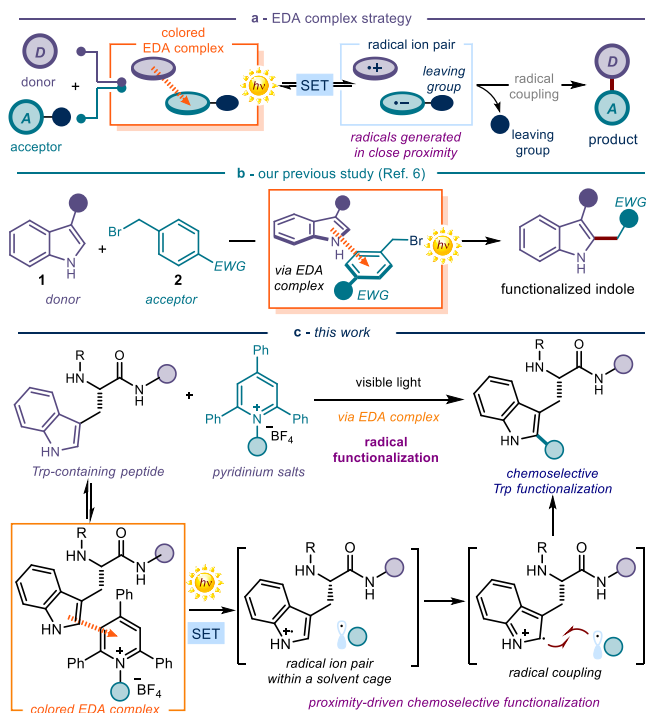 a - EDA complex strategy
colored
EDA complex
D
donor
+
A
acceptor
hν
SET
radical ion pair
•+
leaving
group
•−
radicals generated
in close proximity
radical
coupling
leaving
group
D
A
product
b - our previous study (Ref. 6)
N
H
1
donor
+
Br
EWG
2
acceptor
N
H
Br
hν
via EDA
complex
EWG
EWG
N
H
functionalized indole
c - this work
R
HN
O
N
H
HN
Trp-containing peptide
+
Ph
Ph
N
+
Ph
−
BF4
pyridinium salts
visible light
via EDA complex
radical
functionalization
R
HN
O
N
H
HN
chemoselective
Trp functionalization
R
HN
O
N
H
HN
Ph
Ph
N
+
Ph
−
BF4
colored EDA complex
hν
SET
R
HN
O
N
H
HN
+•
•
radical ion pair
within a solvent cage
R
HN
O
N
H
HN
+
•
•
radical coupling
proximity-driven chemoselective functionalization